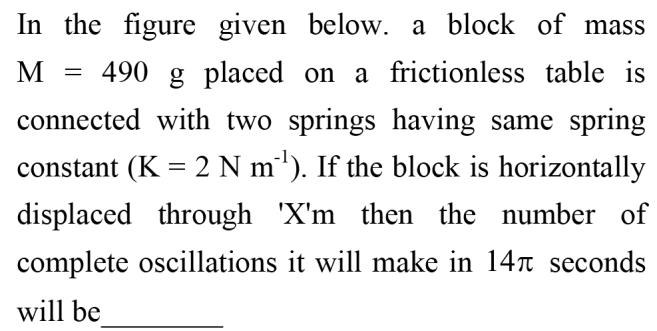 In the figure given below. a block of mass
M = 490 g placed on a frictionless table is
connected with two springs having same spring
constant (K = 2 N m⁻¹). If the block is horizontally
displaced through 'X'm then the number of
complete oscillations it will make in 14π seconds
will be__________